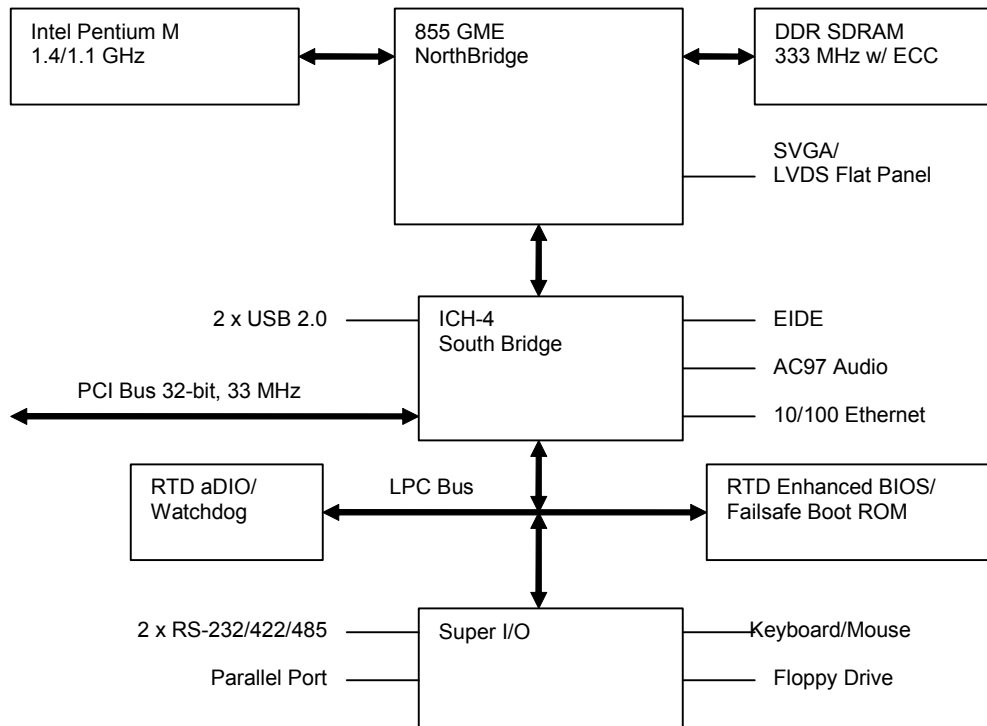 Intel Pentium M
1.4/1.1 GHz
855 GME
NorthBridge
DDR SDRAM
333 MHz w/ ECC
SVGA/
LVDS Flat Panel
2 x USB 2.0
ICH-4
South Bridge
EIDE
AC97 Audio
PCI Bus 32-bit, 33 MHz
10/100 Ethernet
RTD aDIO/
Watchdog
LPC Bus
RTD Enhanced BIOS/
Failsafe Boot ROM
2 x RS-232/422/485
Super I/O
Keyboard/Mouse
Parallel Port
Floppy Drive